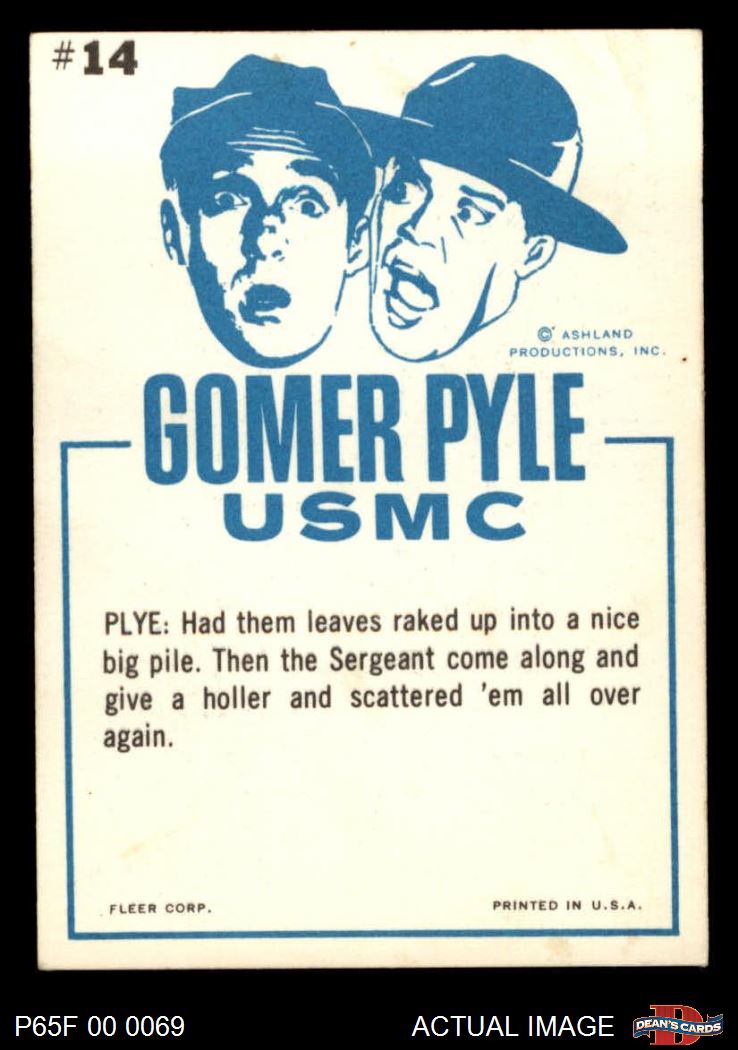 #14
© ASHLAND
PRODUCTIONS, INC.
GOMER PYLE
USMC
PLYE: Had them leaves raked up into a nice
big pile. Then the Sergeant come along and
give a holler and scattered 'em all over
again.
FLEER CORP.
PRINTED IN U.S.A.
P65F 00 0069
ACTUAL IMAGE
D
DEAN'S CARDS